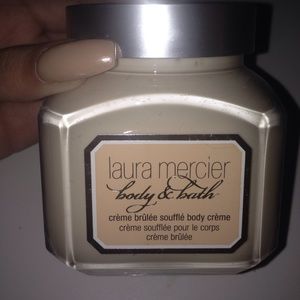 laura mercier
body & bath
crème brûlée soufflé body crème
crème soufflée pour le corps
crème brûlée